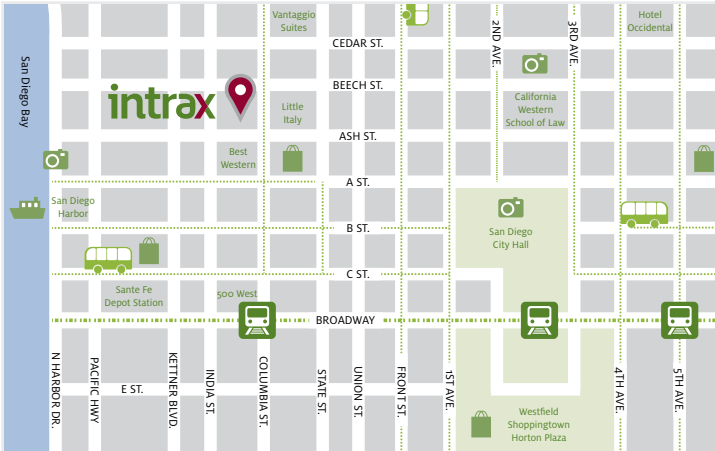 Vantaggio
Suites
Hotel
Occidental
CEDAR ST.
2ND AVE.
3RD AVE.
San Diego Bay
BEECH ST.
intrax
Little
Italy
California
Western
School of Law
ASH ST.
Best
Western
A ST.
San Diego
Harbor
B ST.
San Diego
City Hall
C ST.
Sante Fe
Depot Station
500 West
BROADWAY
N HARBOR DR.
PACIFIC HWY
E ST.
KETTNER BLVD.
INDIA ST.
COLUMBIA ST.
STATE ST.
UNION ST.
FRONT ST.
1ST AVE.
4TH AVE.
5TH AVE.
Westfield
Shoppingtown
Horton Plaza